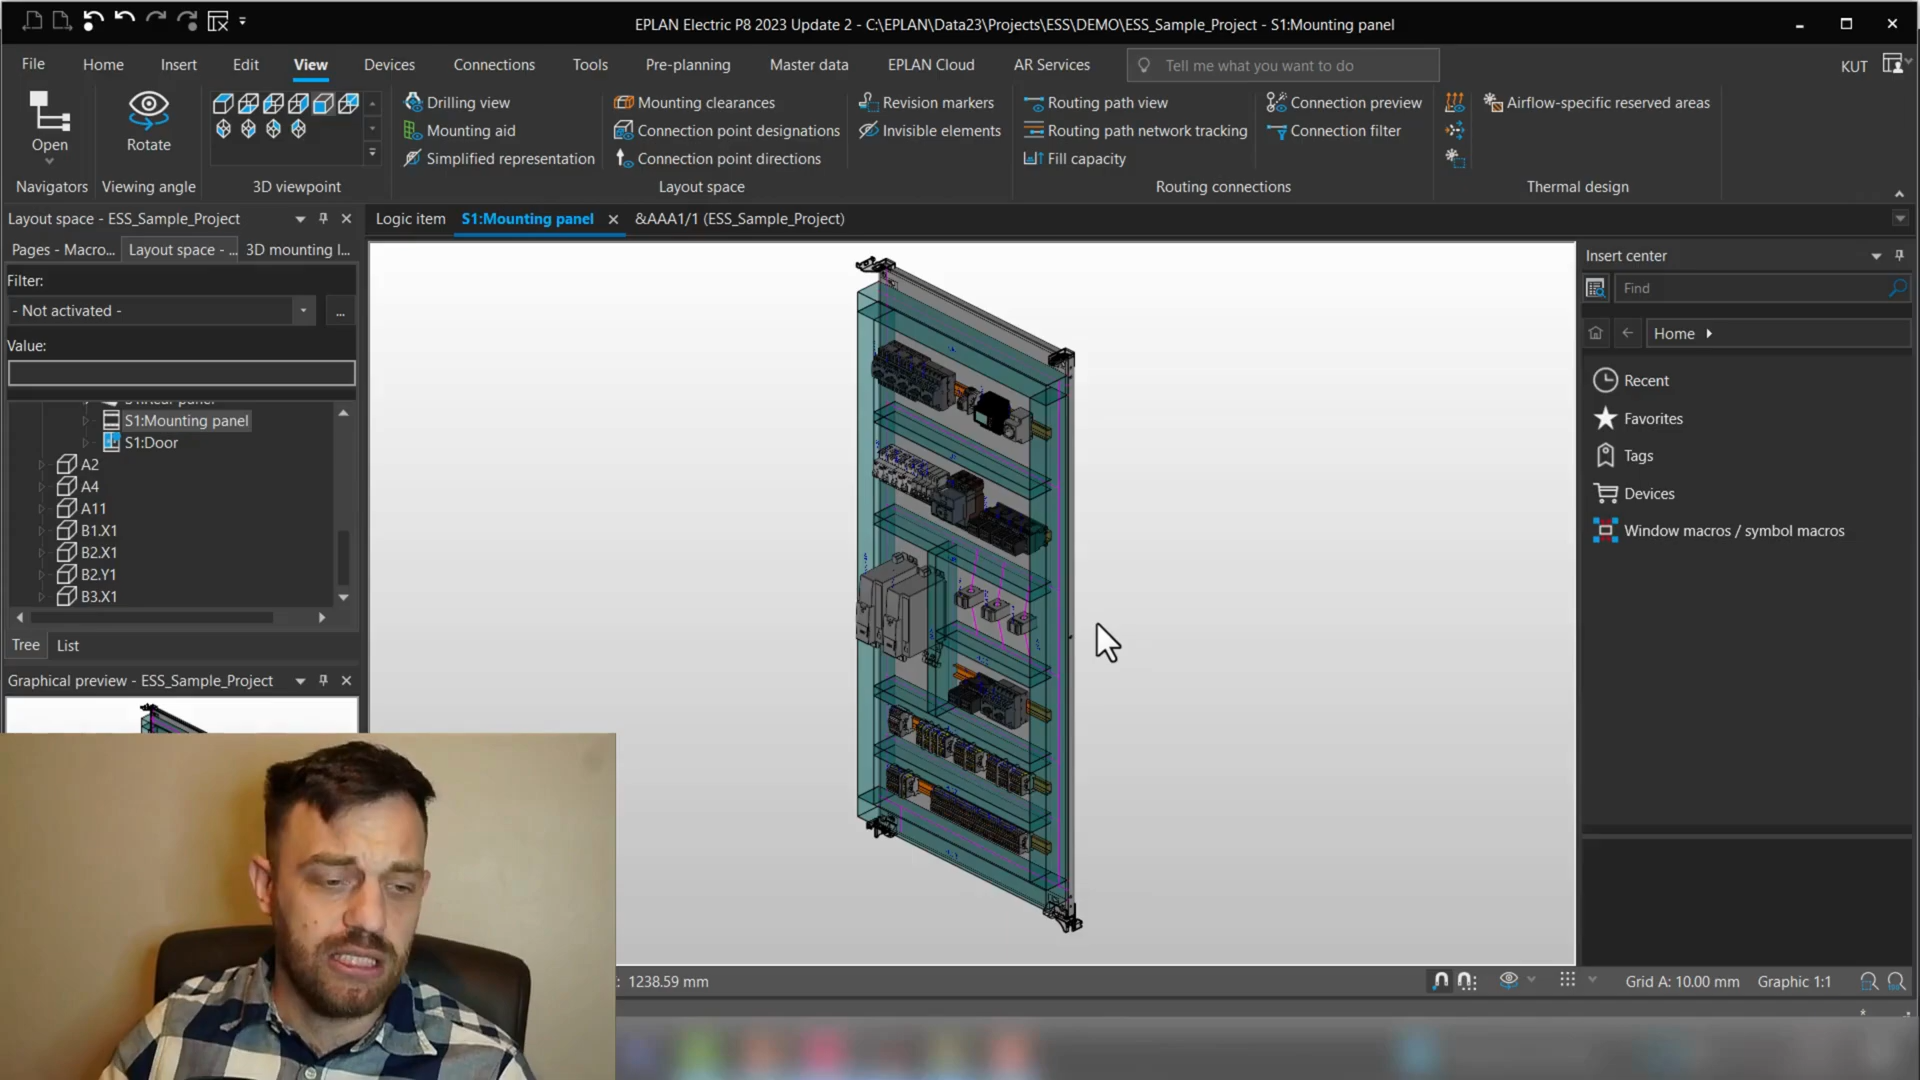 EPLAN Electric P8 2023 Update 2 - C:\EPLAN\Data23\Projects\ESS\DEMO\ESS_Sample_Project - S1:Mounting panel
File Home Insert Edit View Devices Connections Tools Pre-planning Master data EPLAN Cloud AR Services Tell me what you want to do KUT
Open
Rotate
Drilling view
Mounting aid
Simplified representation
Mounting clearances
Connection point designations
Connection point directions
Revision markers
Invisible elements
Routing path view
Routing path network tracking
Fill capacity
Connection preview
Connection filter
Airflow-specific reserved areas
Navigators Viewing angle 3D viewpoint Layout space Routing connections Thermal design
Layout space - ESS_Sample_Project
Logic item S1:Mounting panel &AAA1/1 (ESS_Sample_Project)
Pages - Macro... Layout space - ... 3D mounting l...
Filter:
- Not activated - ...
Value:
S1:Mounting panel
S1:Door
A2
A4
A11
B1.X1
B2.X1
B2.Y1
B3.X1
Tree List
Graphical preview - ESS_Sample_Project
Insert center
Find
Home
Recent
Favorites
Tags
Devices
Window macros / symbol macros
: 1238.59 mm
Grid A: 10.00 mm Graphic 1:1